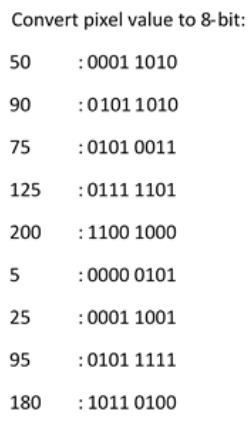 Convert pixel value to 8-bit:
50 : 0001 1010
90 : 0101 1010
75 : 0101 0011
125 : 0111 1101
200 : 1100 1000
5 : 0000 0101
25 : 0001 1001
95 : 0101 1111
180 : 1011 0100